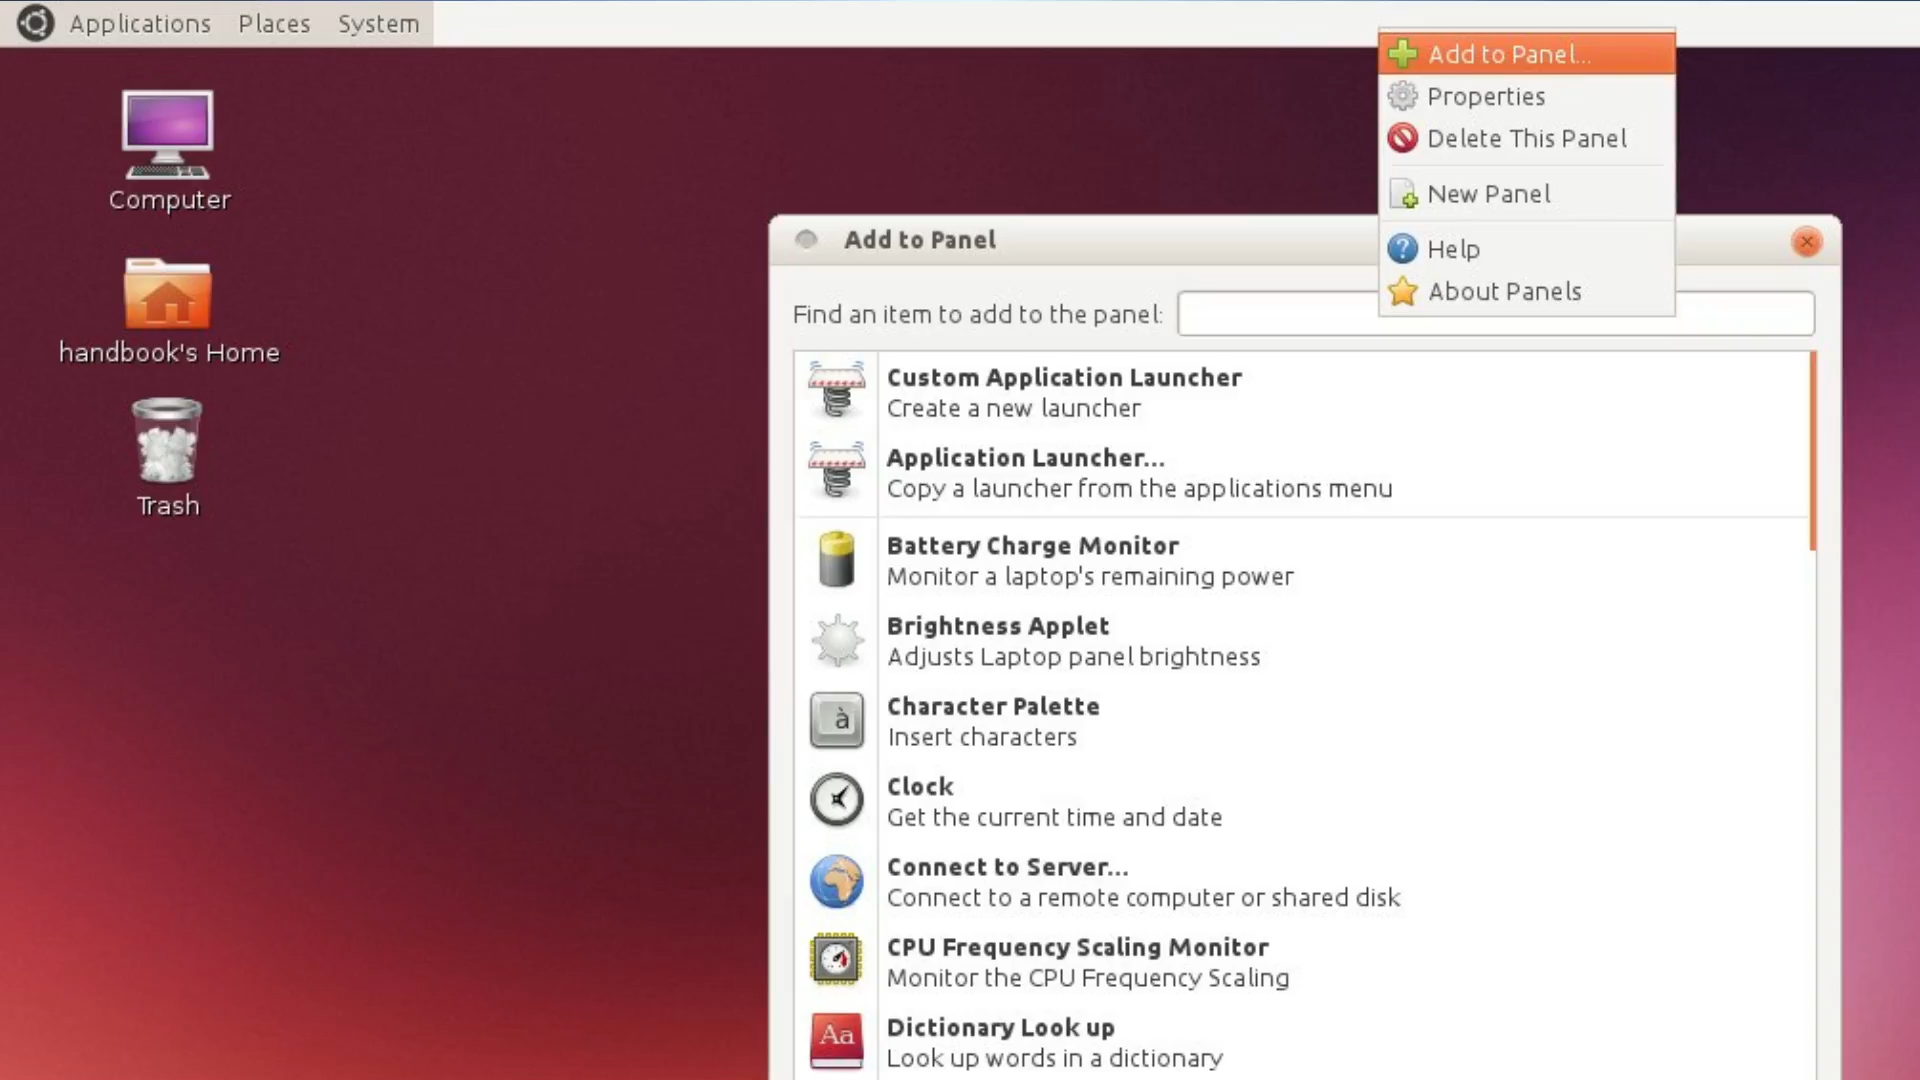 Applications Places System
Add to Panel...
Properties
Delete This Panel
New Panel
Help
About Panels
Computer
handbook's Home
Trash
Add to Panel
Find an item to add to the panel:
Custom Application Launcher
Create a new launcher
Application Launcher...
Copy a launcher from the applications menu
Battery Charge Monitor
Monitor a laptop's remaining power
Brightness Applet
Adjusts Laptop panel brightness
à
Character Palette
Insert characters
Clock
Get the current time and date
Connect to Server...
Connect to a remote computer or shared disk
CPU Frequency Scaling Monitor
Monitor the CPU Frequency Scaling
Aa
Dictionary Look up
Look up words in a dictionary